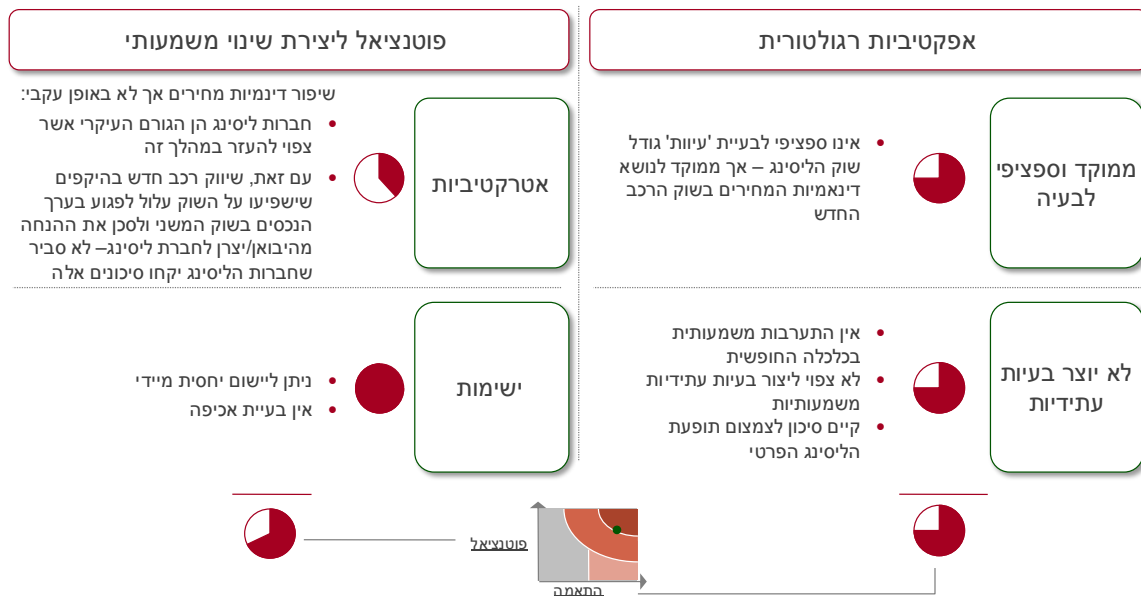 אפקטיביות רגולטורית
ממוקד וספציפי
לבעיה
אינו ספציפי לבעיית 'עיוות' גודל
שוק הליסינג – אך ממוקד לנושא
דינאמיות המחירים בשוק הרכב
החדש
לא יוצר בעיות
עתידיות
אין התערבות משמעותית
בכלכלה החופשית
לא צפוי ליצור בעיות עתידיות
משמעותיות
קיים סיכון לצמצום תופעת
הליסינג הפרטי
פוטנציאל ליצירת שינוי משמעותי
אטרקטיביות
שיפור דינמיות מחירים אך לא באופן עקבי:
חברות ליסינג הן הגורם העיקרי אשר
צפוי להעזר במהלך זה
עם זאת, שיווק רכב חדש בהיקפים
שישפיעו על השוק עלול לפגוע בערך
הנכסים בשוק המשני ולסכן את ההנחה
מהיבואן/יצרן לחברת ליסינג– לא סביר
שחברות הליסינג יקחו סיכונים אלה
ישימות
ניתן ליישום יחסית מיידי
אין בעיית אכיפה
פוטנציאל
התאמה